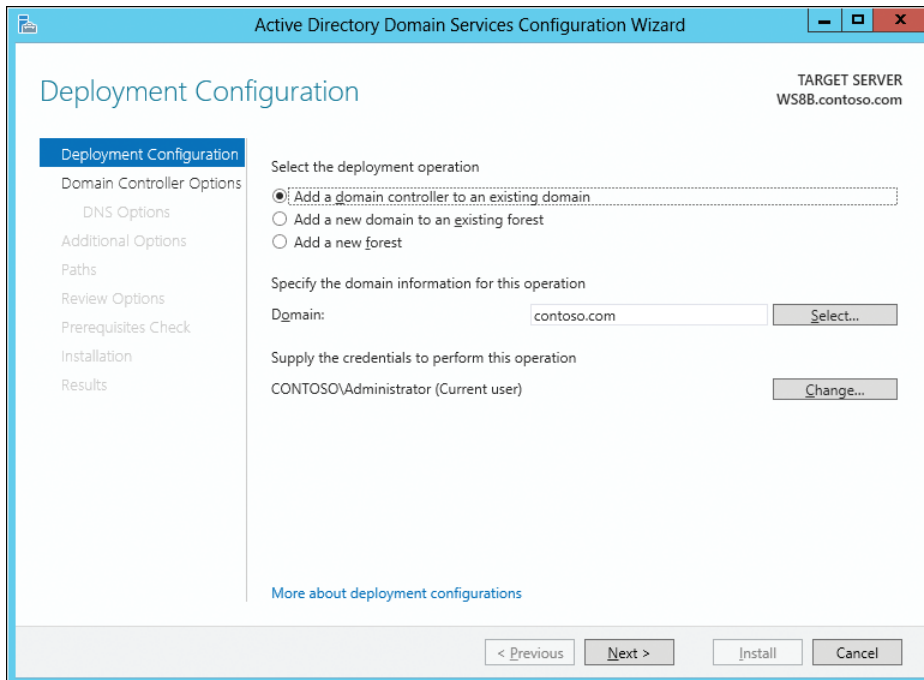 Active Directory Domain Services Configuration Wizard
Deployment Configuration
TARGET SERVER
WS8B.contoso.com
Deployment Configuration
Domain Controller Options
DNS Options
Additional Options
Paths
Review Options
Prerequisites Check
Installation
Results
Select the deployment operation
Add a domain controller to an existing domain
Add a new domain to an existing forest
Add a new forest
Specify the domain information for this operation
Domain: contoso.com Select...
Supply the credentials to perform this operation
CONTOSO\Administrator (Current user) Change...
More about deployment configurations
< Previous Next > Install Cancel